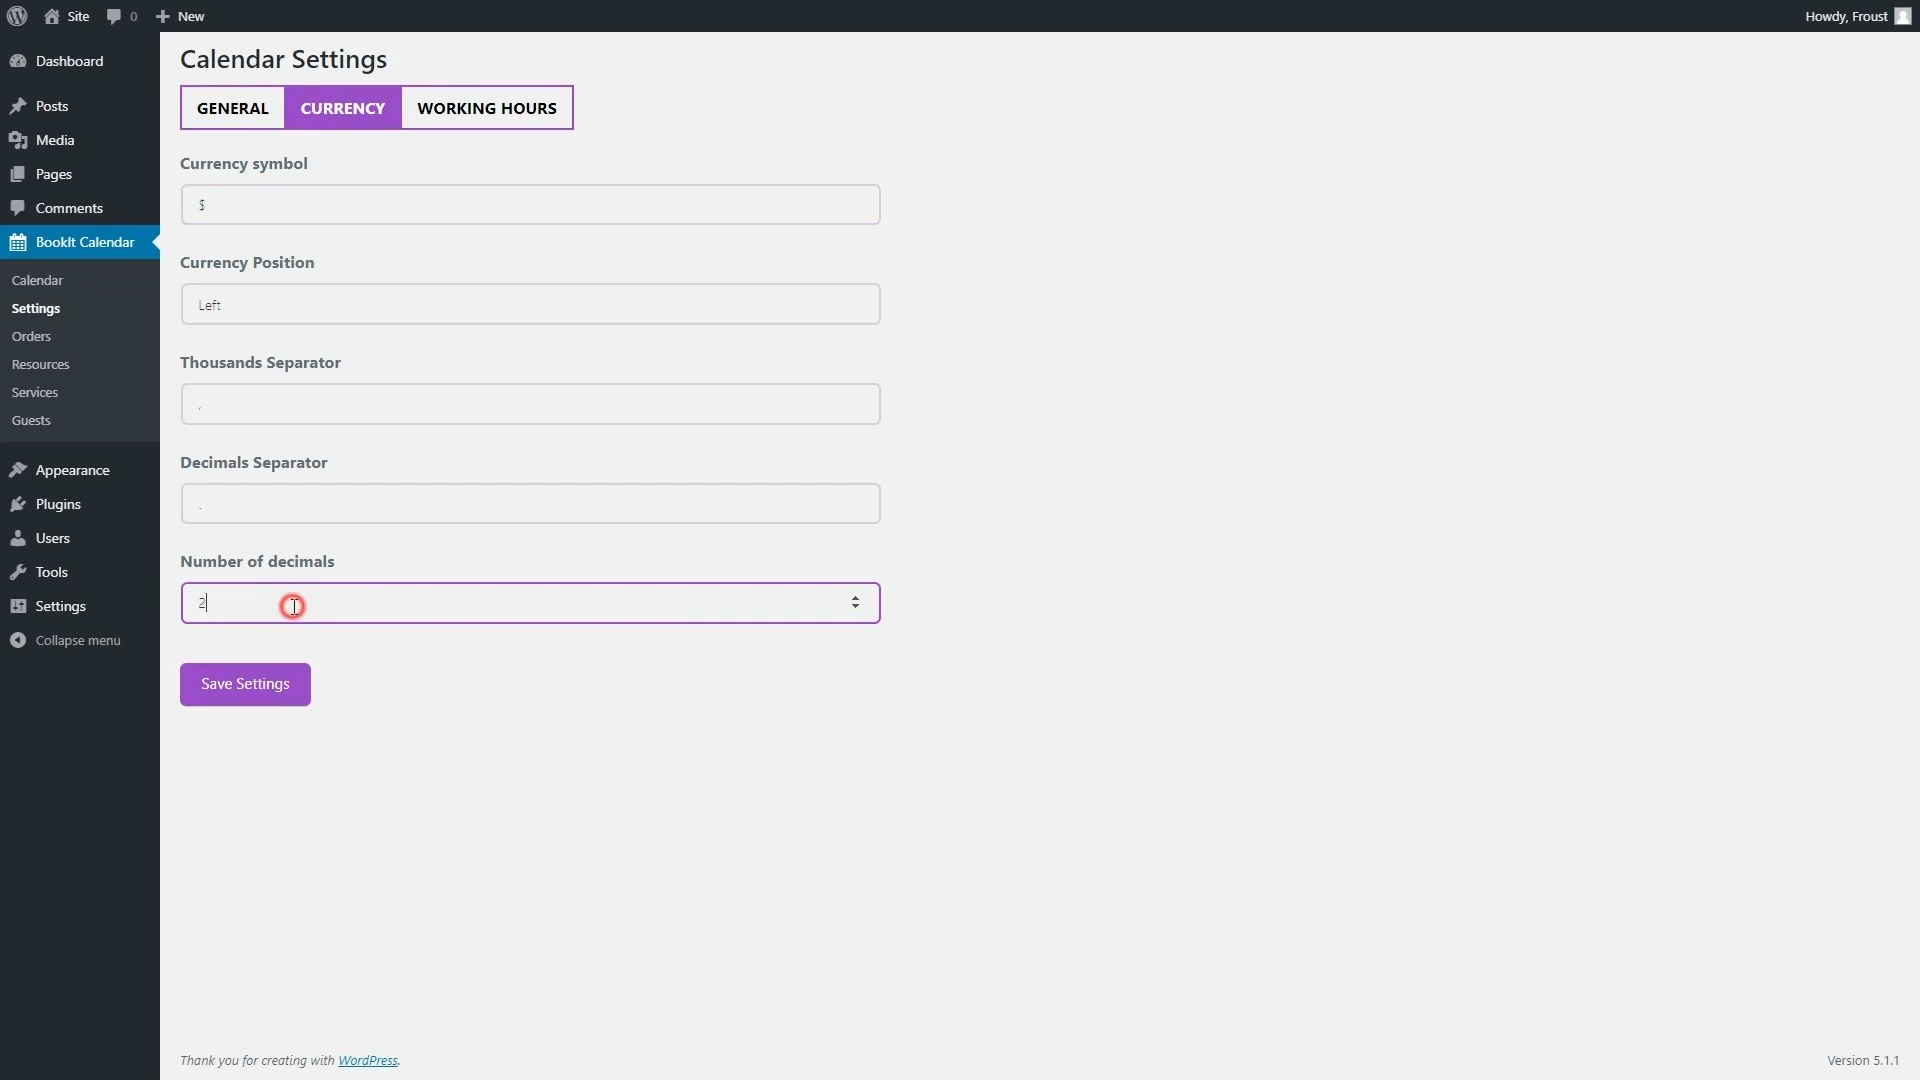 Site
0
New
Howdy, Froust
Dashboard
Posts
Media
Pages
Comments
BookIt Calendar
Calendar
Settings
Orders
Resources
Services
Guests
Appearance
Plugins
Users
Tools
Settings
Collapse menu
Calendar Settings
GENERAL CURRENCY WORKING HOURS
Currency symbol
$
Currency Position
Left
Thousands Separator
,
Decimals Separator
.
Number of decimals
2
Save Settings
Thank you for creating with WordPress.
Version 5.1.1